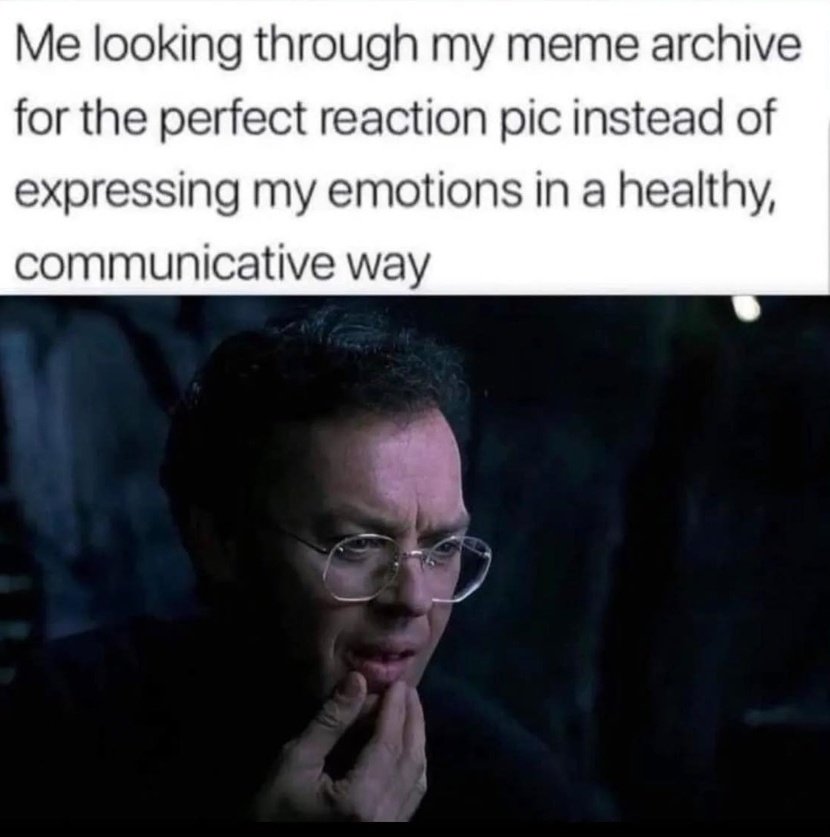 Me looking through my meme archive
for the perfect reaction pic instead of
expressing my emotions in a healthy,
communicative way